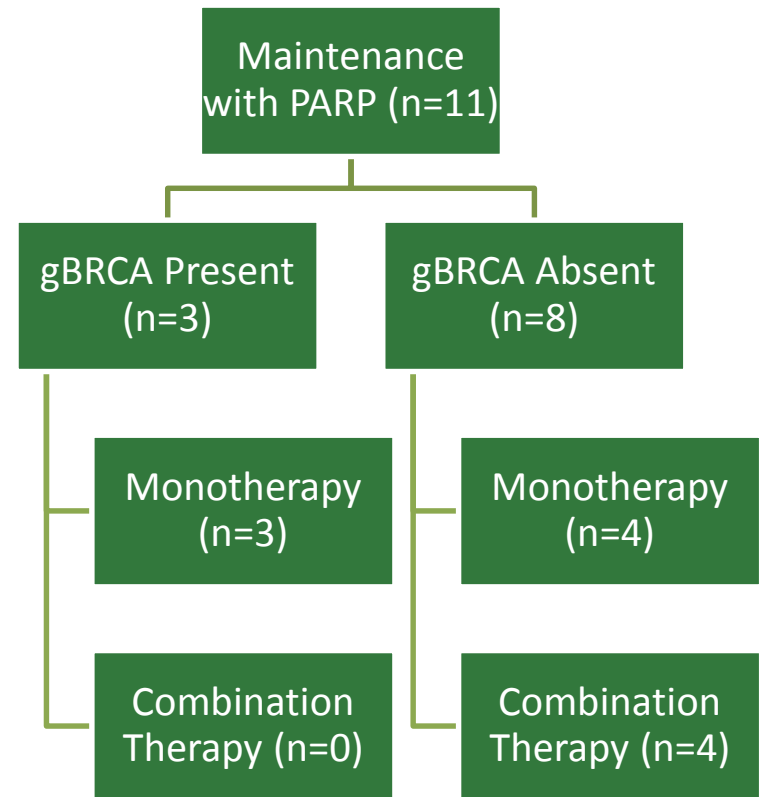 Maintenance
with PARP (n=11)
gBRCA Present
(n=3)
gBRCA Absent
(n=8)
Monotherapy
(n=3)
Monotherapy
(n=4)
Combination
Therapy (n=0)
Combination
Therapy (n=4)